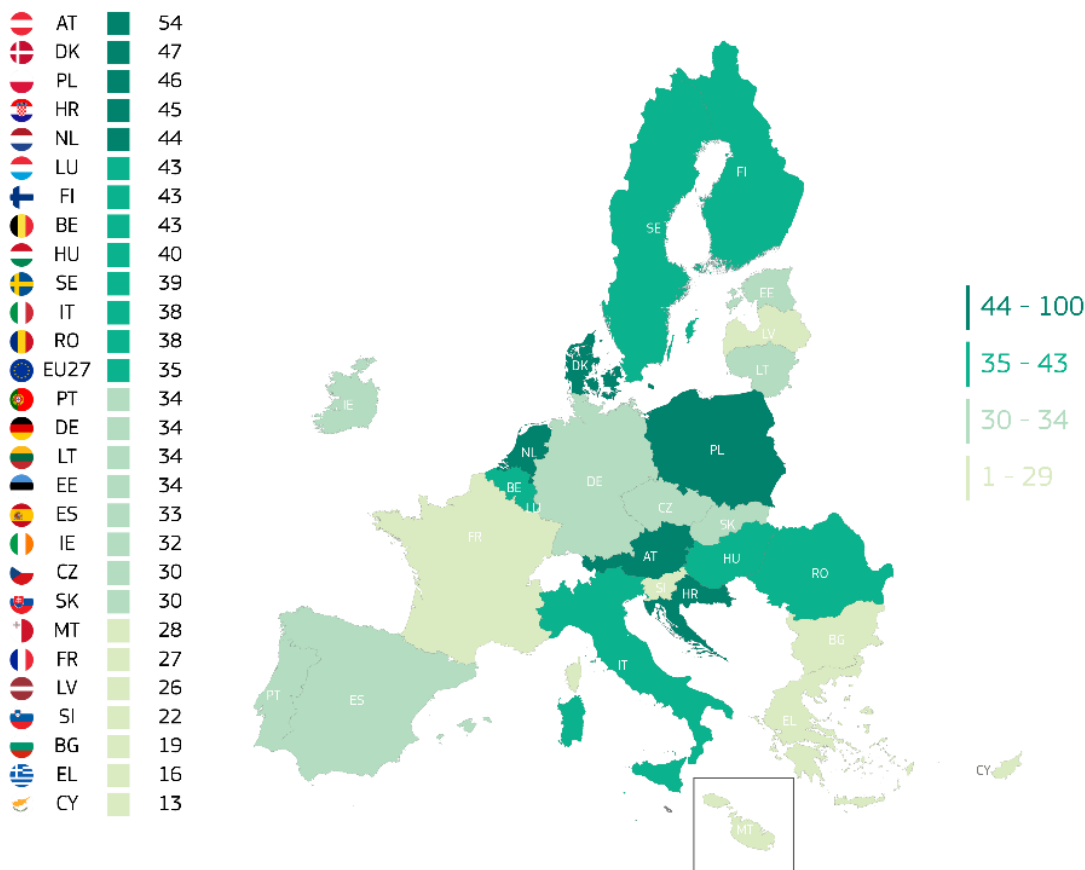 AT 54
DK 47
PL 46
HR 45
NL 44
LU 43
FI 43
BE 43
HU 40
SE 39
IT 38
RO 38
EU27 35
PT 34
DE 34
LT 34
EE 34
ES 33
IE 32
CZ 30
SK 30
MT 28
FR 27
LV 26
SI 22
BG 19
EL 16
CY 13
FI
SE
EE
LV
LT
DK
IE
NL
PL
BE
DE
LU
CZ
SK
FR
AT
HU
RO
SI
HR
BG
IT
PT
ES
EL
CY
MT
44 - 100
35 - 43
30 - 34
1 - 29